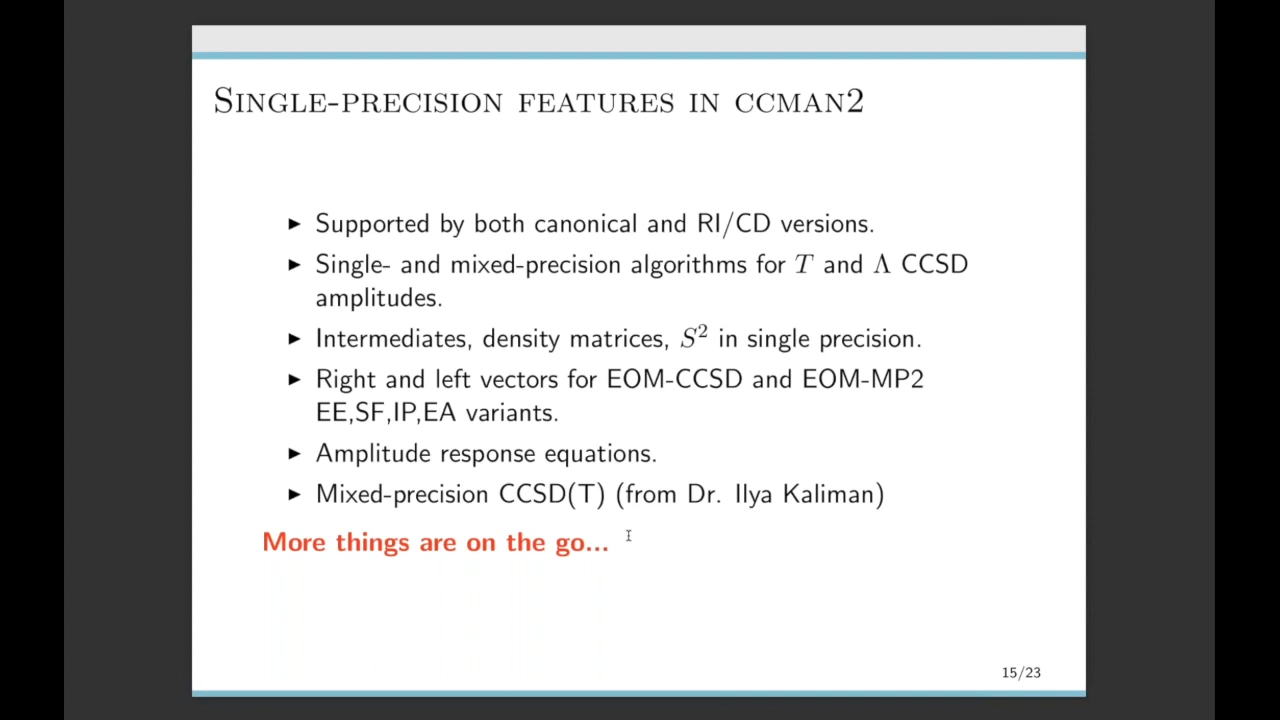 Single-precision features in ccman2
▶ Supported by both canonical and RI/CD versions.
▶ Single- and mixed-precision algorithms for T and Λ CCSD
amplitudes.
▶ Intermediates, density matrices, S² in single precision.
▶ Right and left vectors for EOM-CCSD and EOM-MP2
EE,SF,IP,EA variants.
▶ Amplitude response equations.
▶ Mixed-precision CCSD(T) (from Dr. Ilya Kaliman)
More things are on the go...
15/23